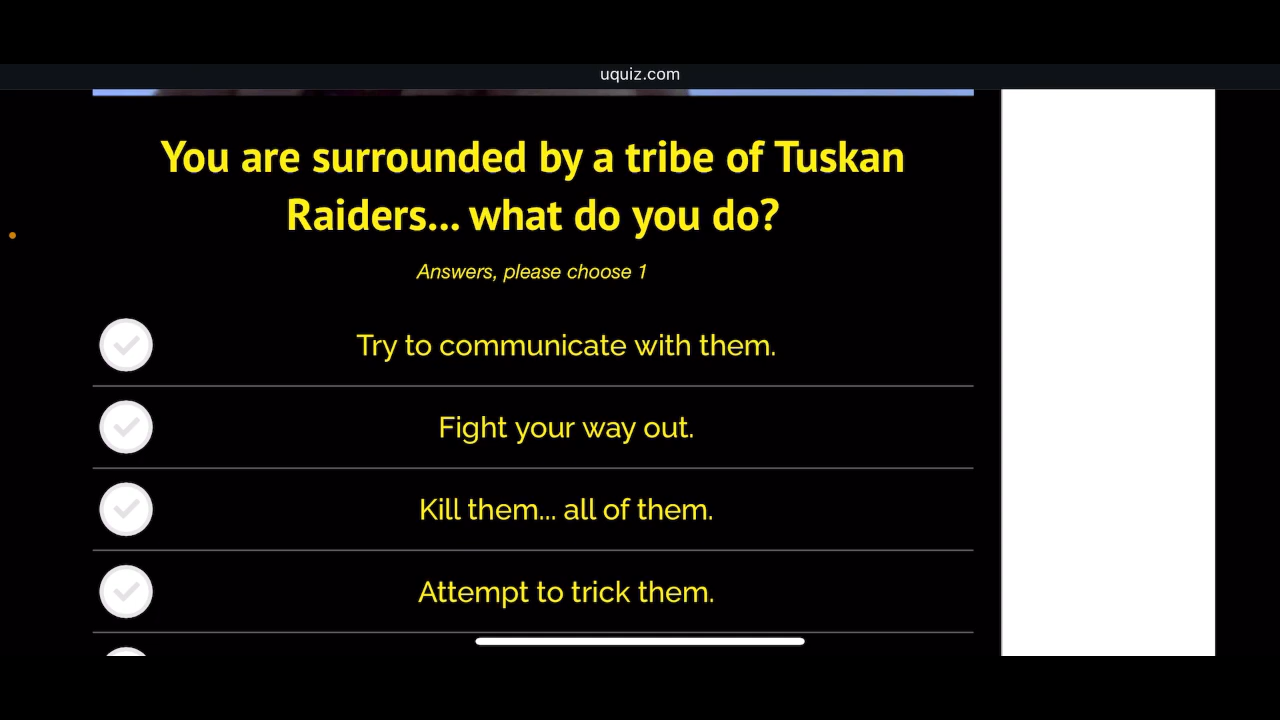 uquiz.com
You are surrounded by a tribe of Tuskan
Raiders... what do you do?
Answers, please choose 1
Try to communicate with them.
Fight your way out.
Kill them... all of them.
Attempt to trick them.